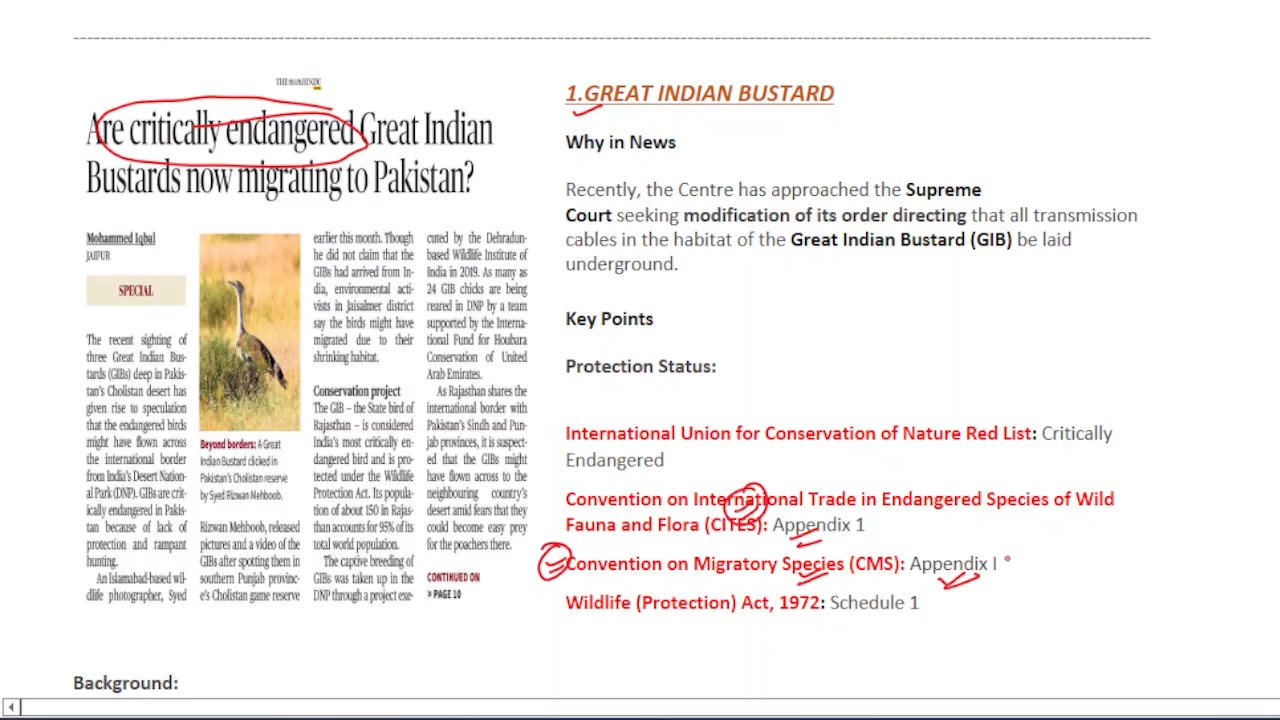 THE HINDU
Are critically endangered Great Indian
Bustards now migrating to Pakistan?
Mohammed Iqbal
JAIPUR
SPECIAL
The recent sighting of
three Great Indian Bus-
tards (GIBs) deep in Pakis-
tan's Cholistan desert has
given rise to speculation
that the endangered birds
might have flown across
the international border
from India's Desert Nation-
al Park (DNP). GIBs are crit-
ically endangered in Pakis-
tan because of lack of
protection and rampant
hunting.
An Islamabad-based wil-
dlife photographer, Syed
Beyond borders: A Great
Indian Bustard clicked in
Pakistan's Cholistan reserve
by Syed Rizwan Mehboob.
Rizwan Mehboob, released
pictures and a video of the
GIBs after spotting them in
southern Punjab provinc-
e's Cholistan game reserve
earlier this month. Though
he did not claim that the
GIBs had arrived from In-
dia, environmental acti-
vists in Jaisalmer district
say the birds might have
migrated due to their
shrinking habitat.
Conservation project
The GIB – the State bird of
Rajasthan – is considered
India's most critically en-
dangered bird and is pro-
tected under the Wildlife
Protection Act. Its popula-
tion of about 150 in Rajas-
than accounts for 95% of its
total world population.
The captive breeding of
GIBs was taken up in the
DNP through a project exe-
cuted by the Dehradun-
based Wildlife Institute of
India in 2019. As many as
24 GIB chicks are being
reared in DNP by a team
supported by the Interna-
tional Fund for Houbara
Conservation of United
Arab Emirates.
As Rajasthan shares the
international border with
Pakistan's Sindh and Pun-
jab provinces, it is suspect-
ed that the GIBs might
have flown across to the
neighbouring country's
desert amid fears that they
could become easy prey
for the poachers there.
CONTINUED ON
» PAGE 10
1.GREAT INDIAN BUSTARD
Why in News
Recently, the Centre has approached the Supreme
Court seeking modification of its order directing that all transmission
cables in the habitat of the Great Indian Bustard (GIB) be laid
underground.
Key Points
Protection Status:
International Union for Conservation of Nature Red List: Critically
Endangered
Convention on International Trade in Endangered Species of Wild
Fauna and Flora (CITES): Appendix 1
Convention on Migratory Species (CMS): Appendix I
Wildlife (Protection) Act, 1972: Schedule 1
Background: